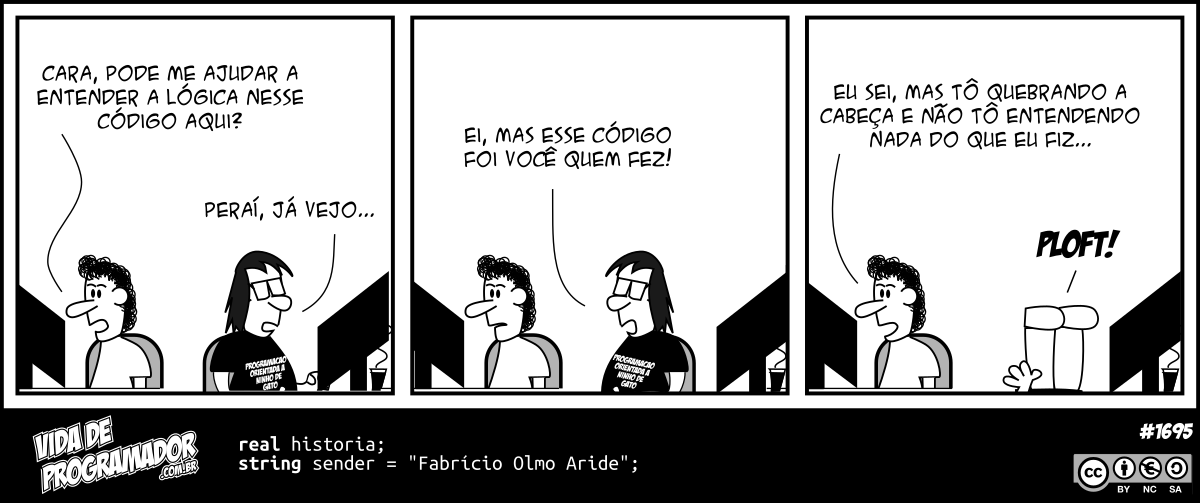 CARA, PODE ME AJUDAR A
ENTENDER A LÓGICA NESSE
CÓDIGO AQUI?
PERAÍ, JÁ VEJO...
PROGRAMACAO
ORIENTADA A
NINHO DE
GATO
EI, MAS ESSE CÓDIGO
FOI VOCÊ QUEM FEZ!
PROGRAMACAO
ORIENTADA A
NINHO DE
GATO
EU SEI, MAS TÔ QUEBRANDO A
CABEÇA E NÃO TÔ ENTENDENDO
NADA DO QUE EU FIZ...
PLOFT!
VIDA DE
PROGRAMADOR
.COM.BR
real historia;
string sender = "Fabrício Olmo Aride";
#1695
cc
BY NC SA